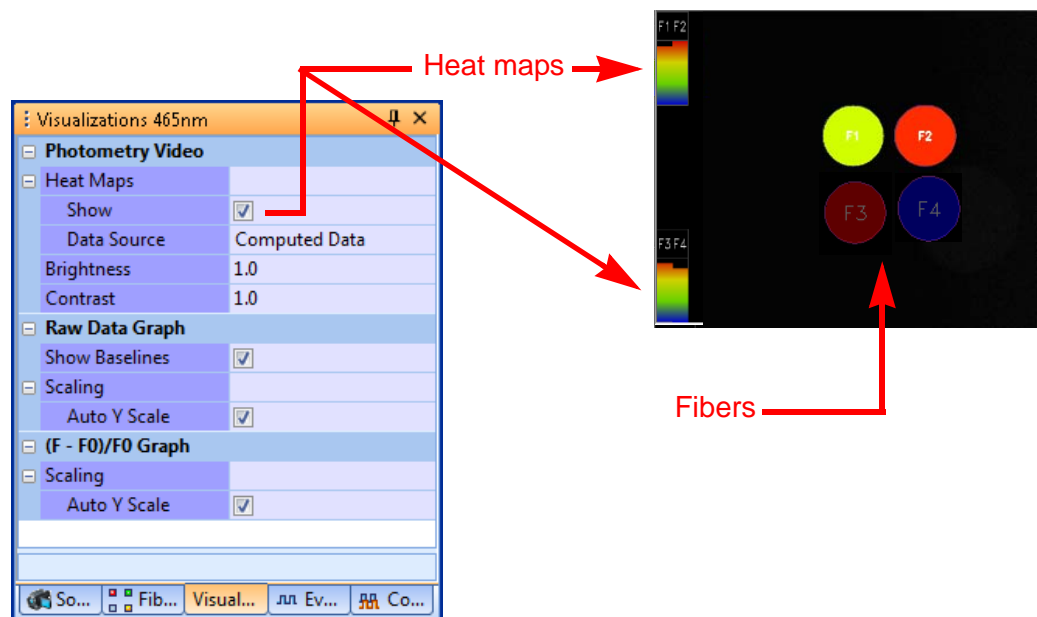 F1 F2
Heat maps
Visualizations 465nm
Photometry Video
Heat Maps
Show
Data Source Computed Data
Brightness 1.0
Contrast 1.0
Raw Data Graph
Show Baselines
Scaling
Auto Y Scale
(F - F0)/F0 Graph
Scaling
Auto Y Scale
So... Fib... Visual... Ev... Co...
F1 F2
F3 F4
F3 F4
Fibers